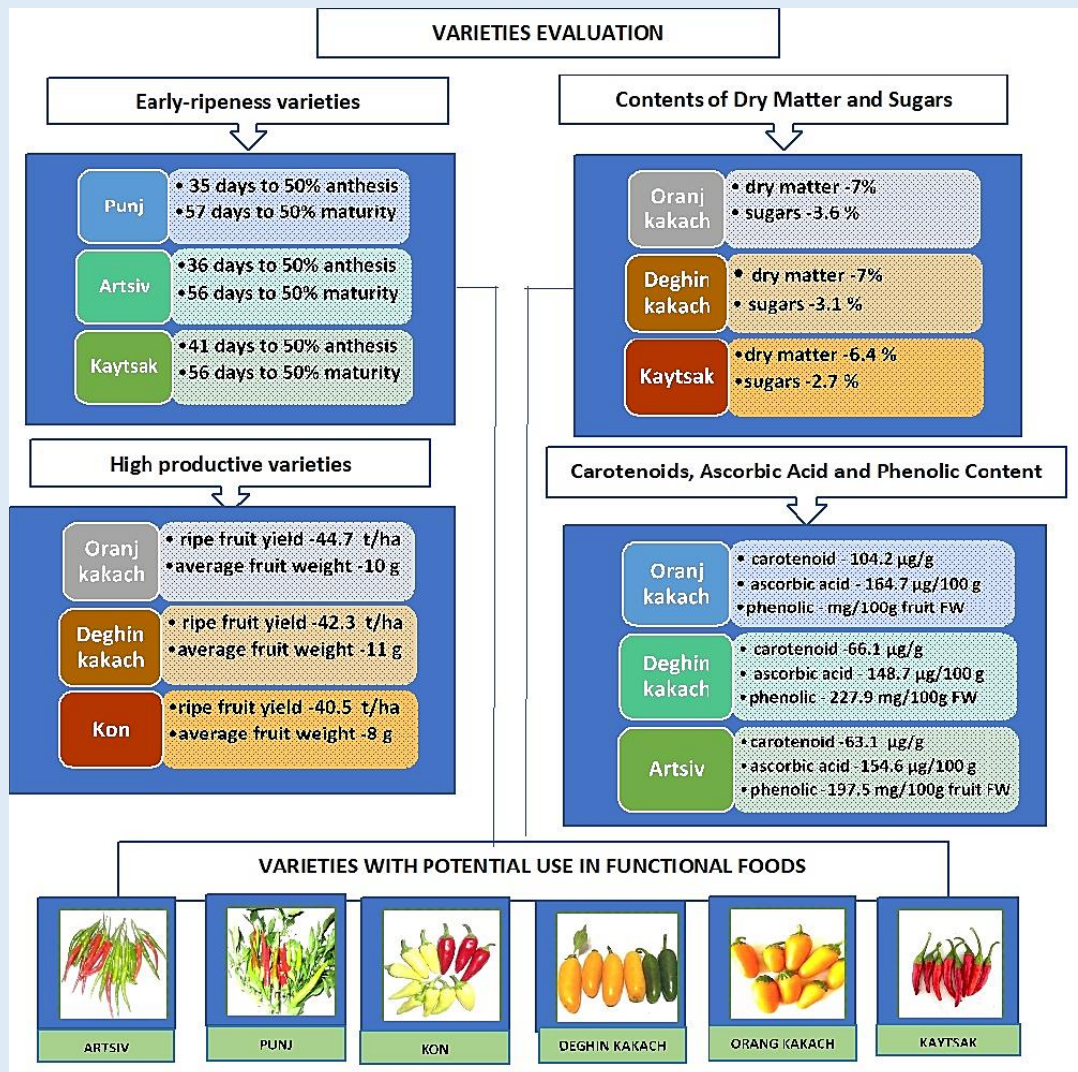 VARIETIES EVALUATION
Early-ripeness varieties
Punj
• 35 days to 50% anthesis
• 57 days to 50% maturity
Artsiv
•36 days to 50% anthesis
•56 days to 50% maturity
Kaytsak
•41 days to 50% anthesis
•56 days to 50% maturity
Contents of Dry Matter and Sugars
Oranj
kakach
• dry matter -7%
• sugars -3.6 %
Deghin
kakach
• dry matter -7%
• sugars -3.1 %
Kaytsak
•dry matter -6.4 %
•sugars -2.7 %
High productive varieties
Oranj
kakach
• ripe fruit yield -44.7 t/ha
•average fruit weight -10 g
Deghin
kakach
• ripe fruit yield -42.3 t/ha
• average fruit weight -11 g
Kon
•ripe fruit yield -40.5 t/ha
•average fruit weight -8 g
Carotenoids, Ascorbic Acid and Phenolic Content
Oranj
kakach
• carotenoid - 104.2 µg/g
• ascorbic acid - 164.7 µg/100 g
•phenolic - mg/100g fruit FW
Deghin
kakach
• carotenoid -66.1 µg/g
• ascorbic acid - 148.7 µg/100 g
•phenolic - 227.9 mg/100g FW
Artsiv
• carotenoid -63.1 µg/g
•ascorbic acid - 154.6 µg/100 g
•phenolic -197.5 mg/100g fruit FW
VARIETIES WITH POTENTIAL USE IN FUNCTIONAL FOODS
ARTSIV
PUNJ
KON
DEGHIN KAKACH
ORANG KAKACH
KAYTSAK